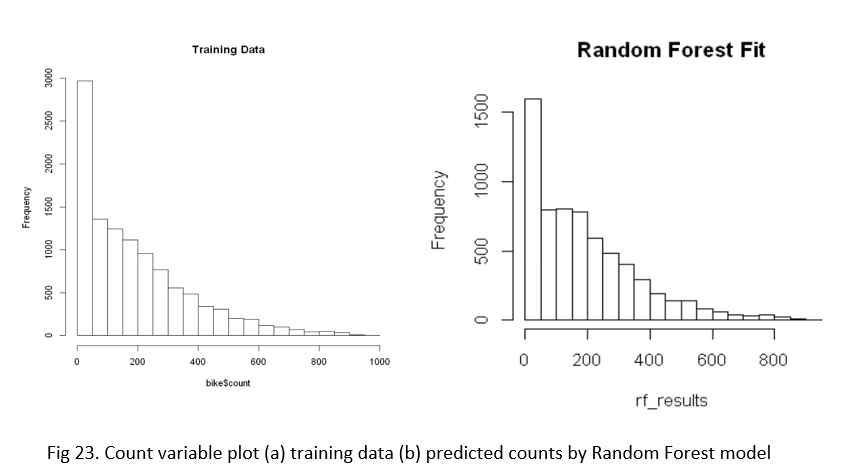 Training Data
Frequency
3000
2500
2000
1500
1000
500
0
0 200 400 600 800 1000
bike$count
Random Forest Fit
Frequency
1500
1000
500
0
0 200 400 600 800
rf_results
Fig 23. Count variable plot (a) training data (b) predicted counts by Random Forest model